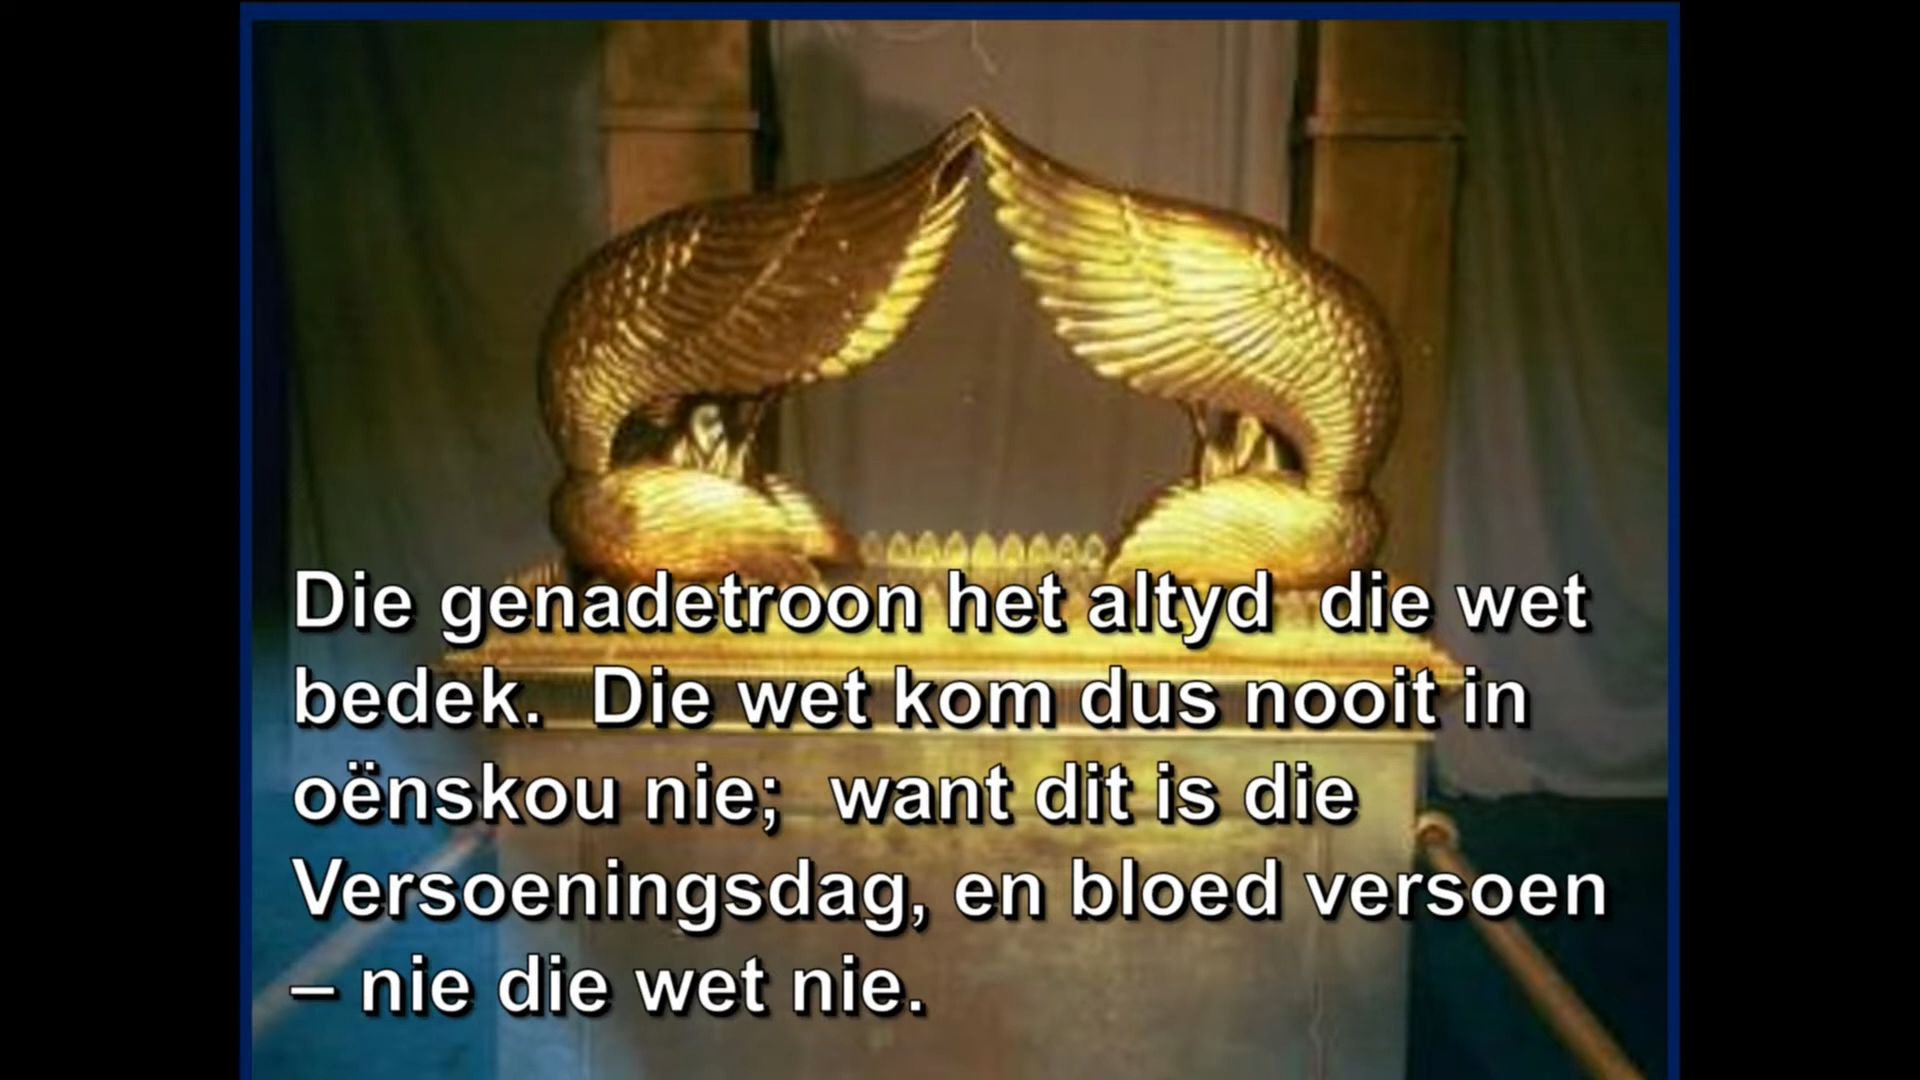 Die genadetroon het altyd die wet
bedek. Die wet kom dus nooit in
oënskou nie; want dit is die
Versoeningsdag, en bloed versoen
– nie die wet nie.